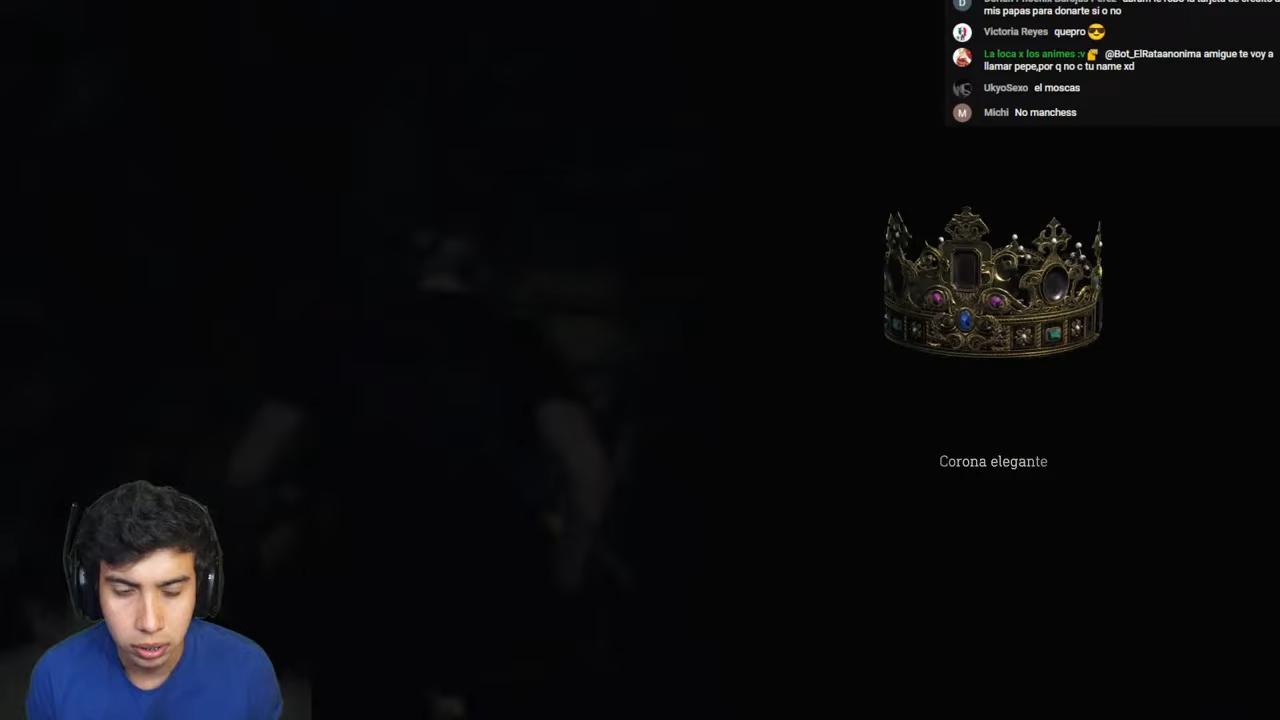 mis papas para donarte si o no
Victoria Reyes quepro 😎
La loca x los animes :v @Bot_ElRataanonima amigue te voy a
llamar pepe,por q no c tu name xd
UkyoSexo el moscas
M Michi No manchess
Corona elegante